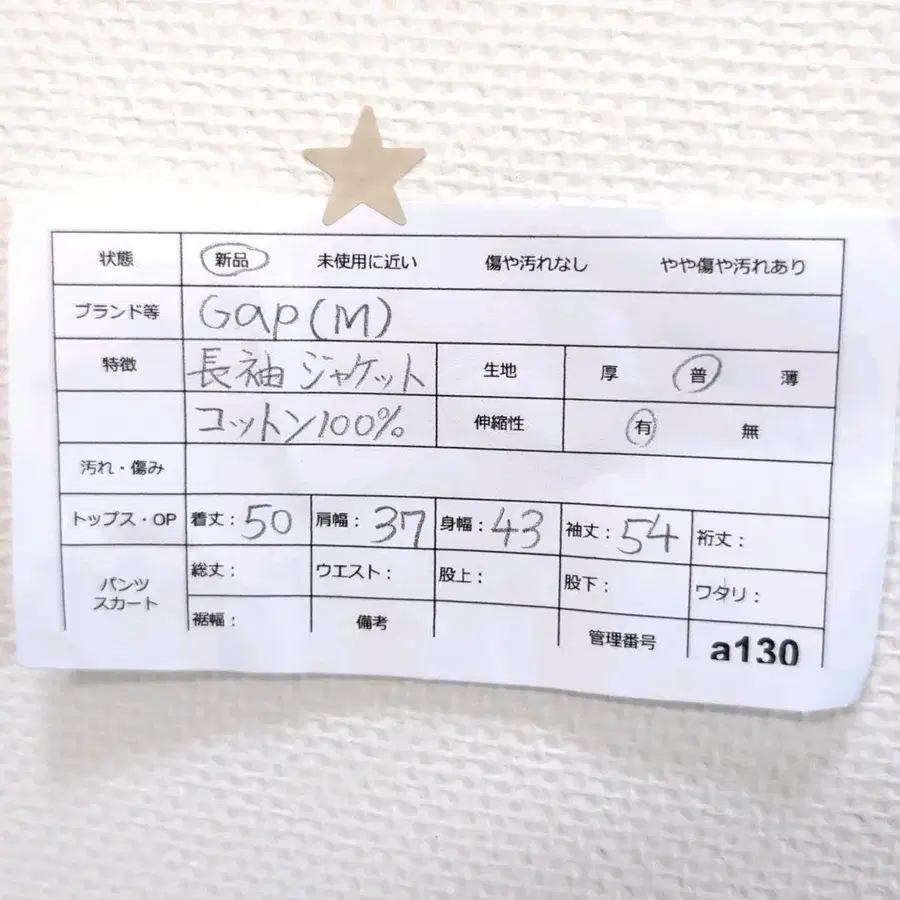 状態 新品 未使用に近い 傷や汚れなし やや傷や汚れあり
ブランド等 Gap (M)
特徴 長袖 ジャケット 生地 厚 普 薄
コットン100% 伸縮性 有 無
汚れ・傷み
トップス・OP 着丈：50 肩幅：37 身幅：43 袖丈：54 裄丈：
パンツ スカート 総丈： ウエスト： 股上： 股下： ワタリ：
裾幅： 備考 管理番号 a130